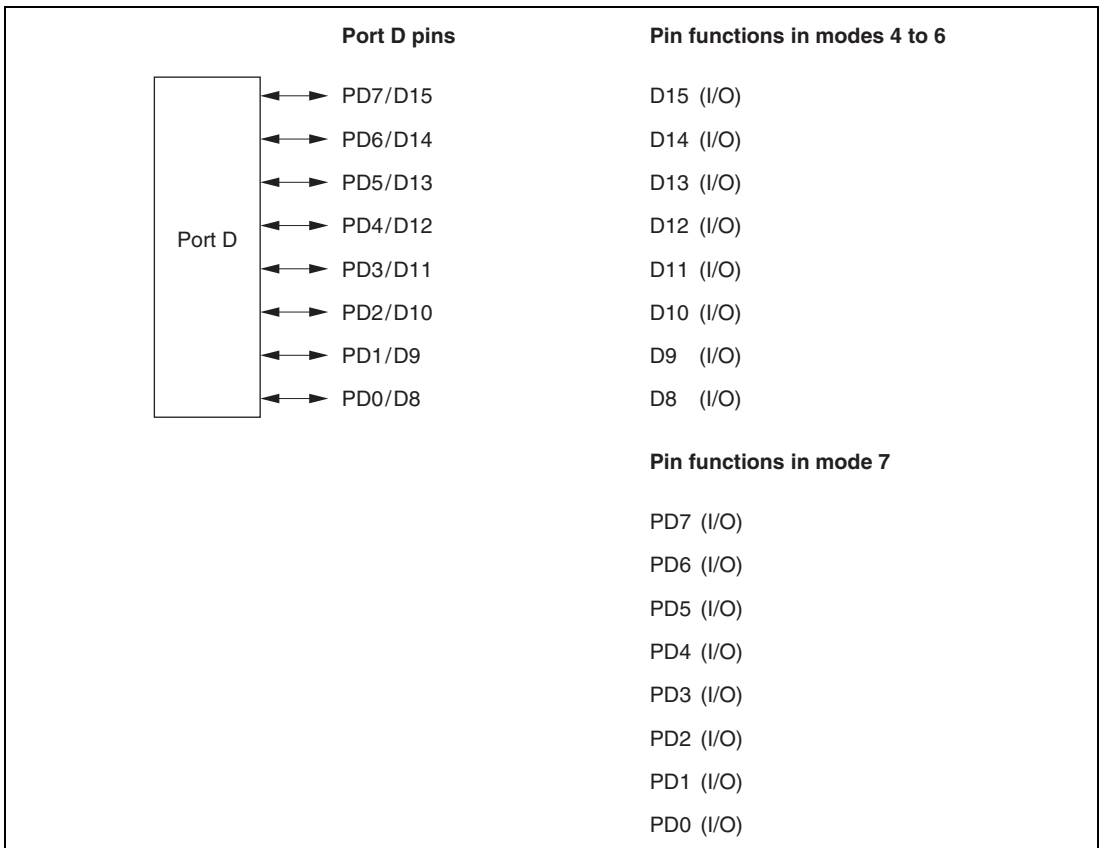 Port D pins Pin functions in modes 4 to 6
PD7/D15 D15 (I/O)
PD6/D14 D14 (I/O)
PD5/D13 D13 (I/O)
PD4/D12 D12 (I/O)
Port D
PD3/D11 D11 (I/O)
PD2/D10 D10 (I/O)
PD1/D9 D9 (I/O)
PD0/D8 D8 (I/O)
Pin functions in mode 7
PD7 (I/O)
PD6 (I/O)
PD5 (I/O)
PD4 (I/O)
PD3 (I/O)
PD2 (I/O)
PD1 (I/O)
PD0 (I/O)